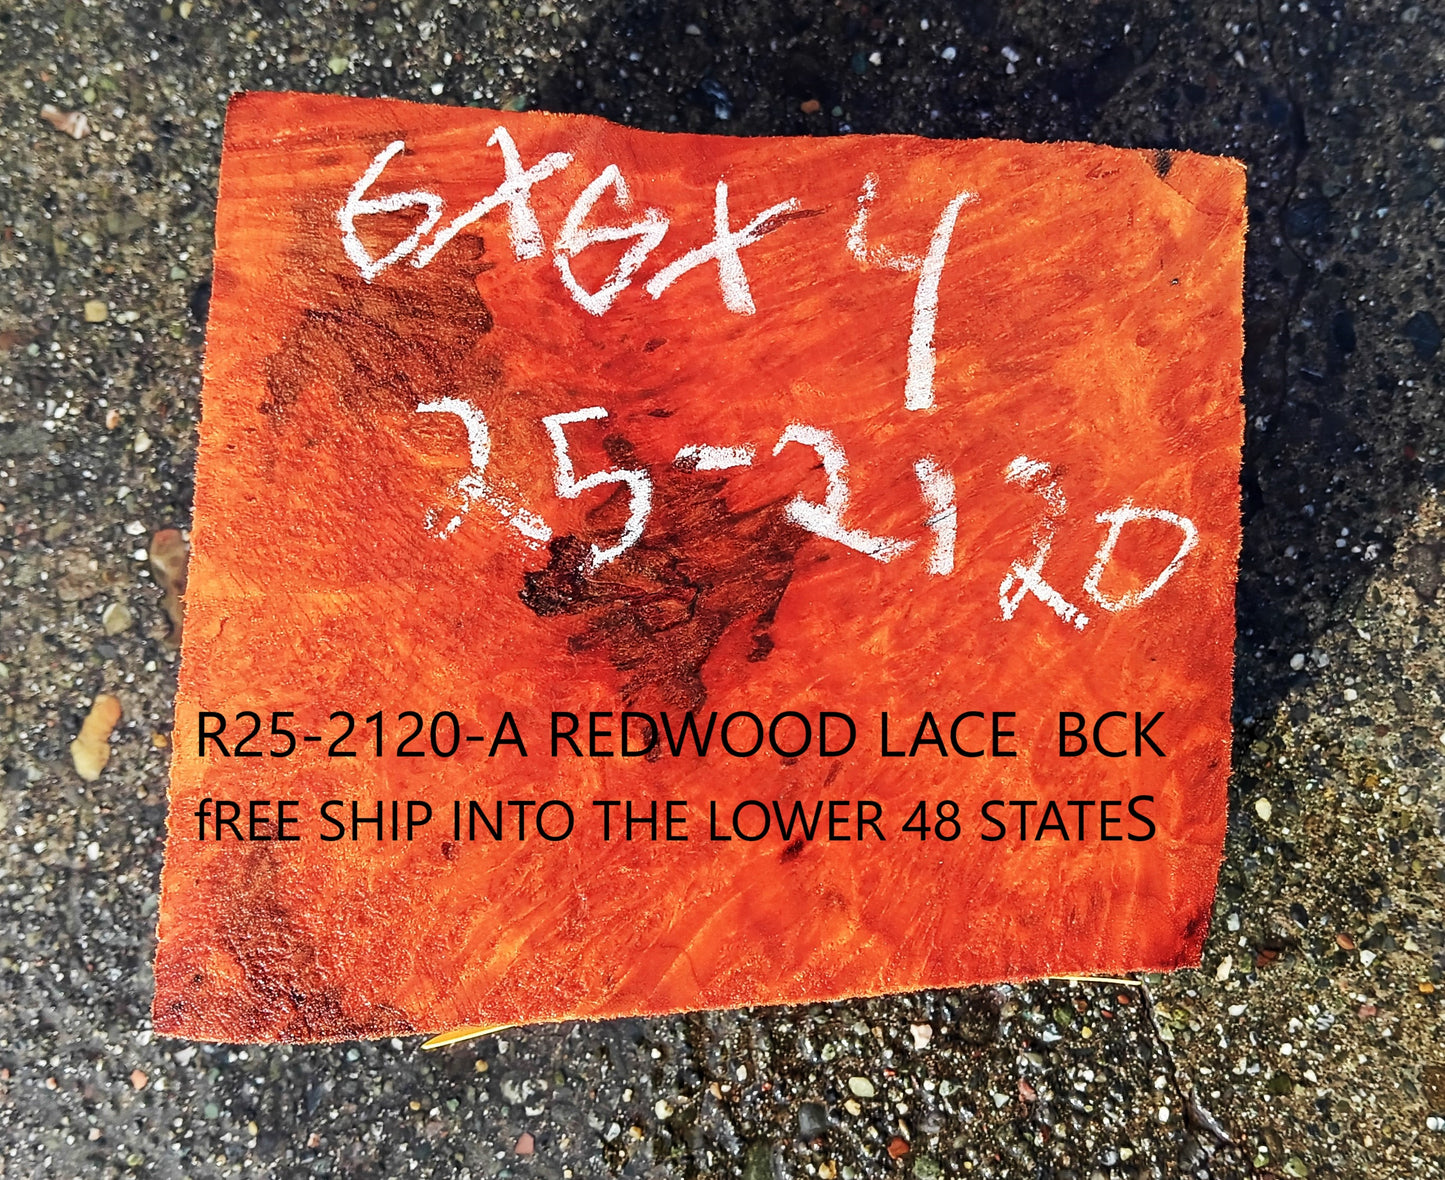 6x6x4
25-2120
R25-2120-A REDWOOD LACE BCK
fREE SHIP INTO THE LOWER 48 STATES